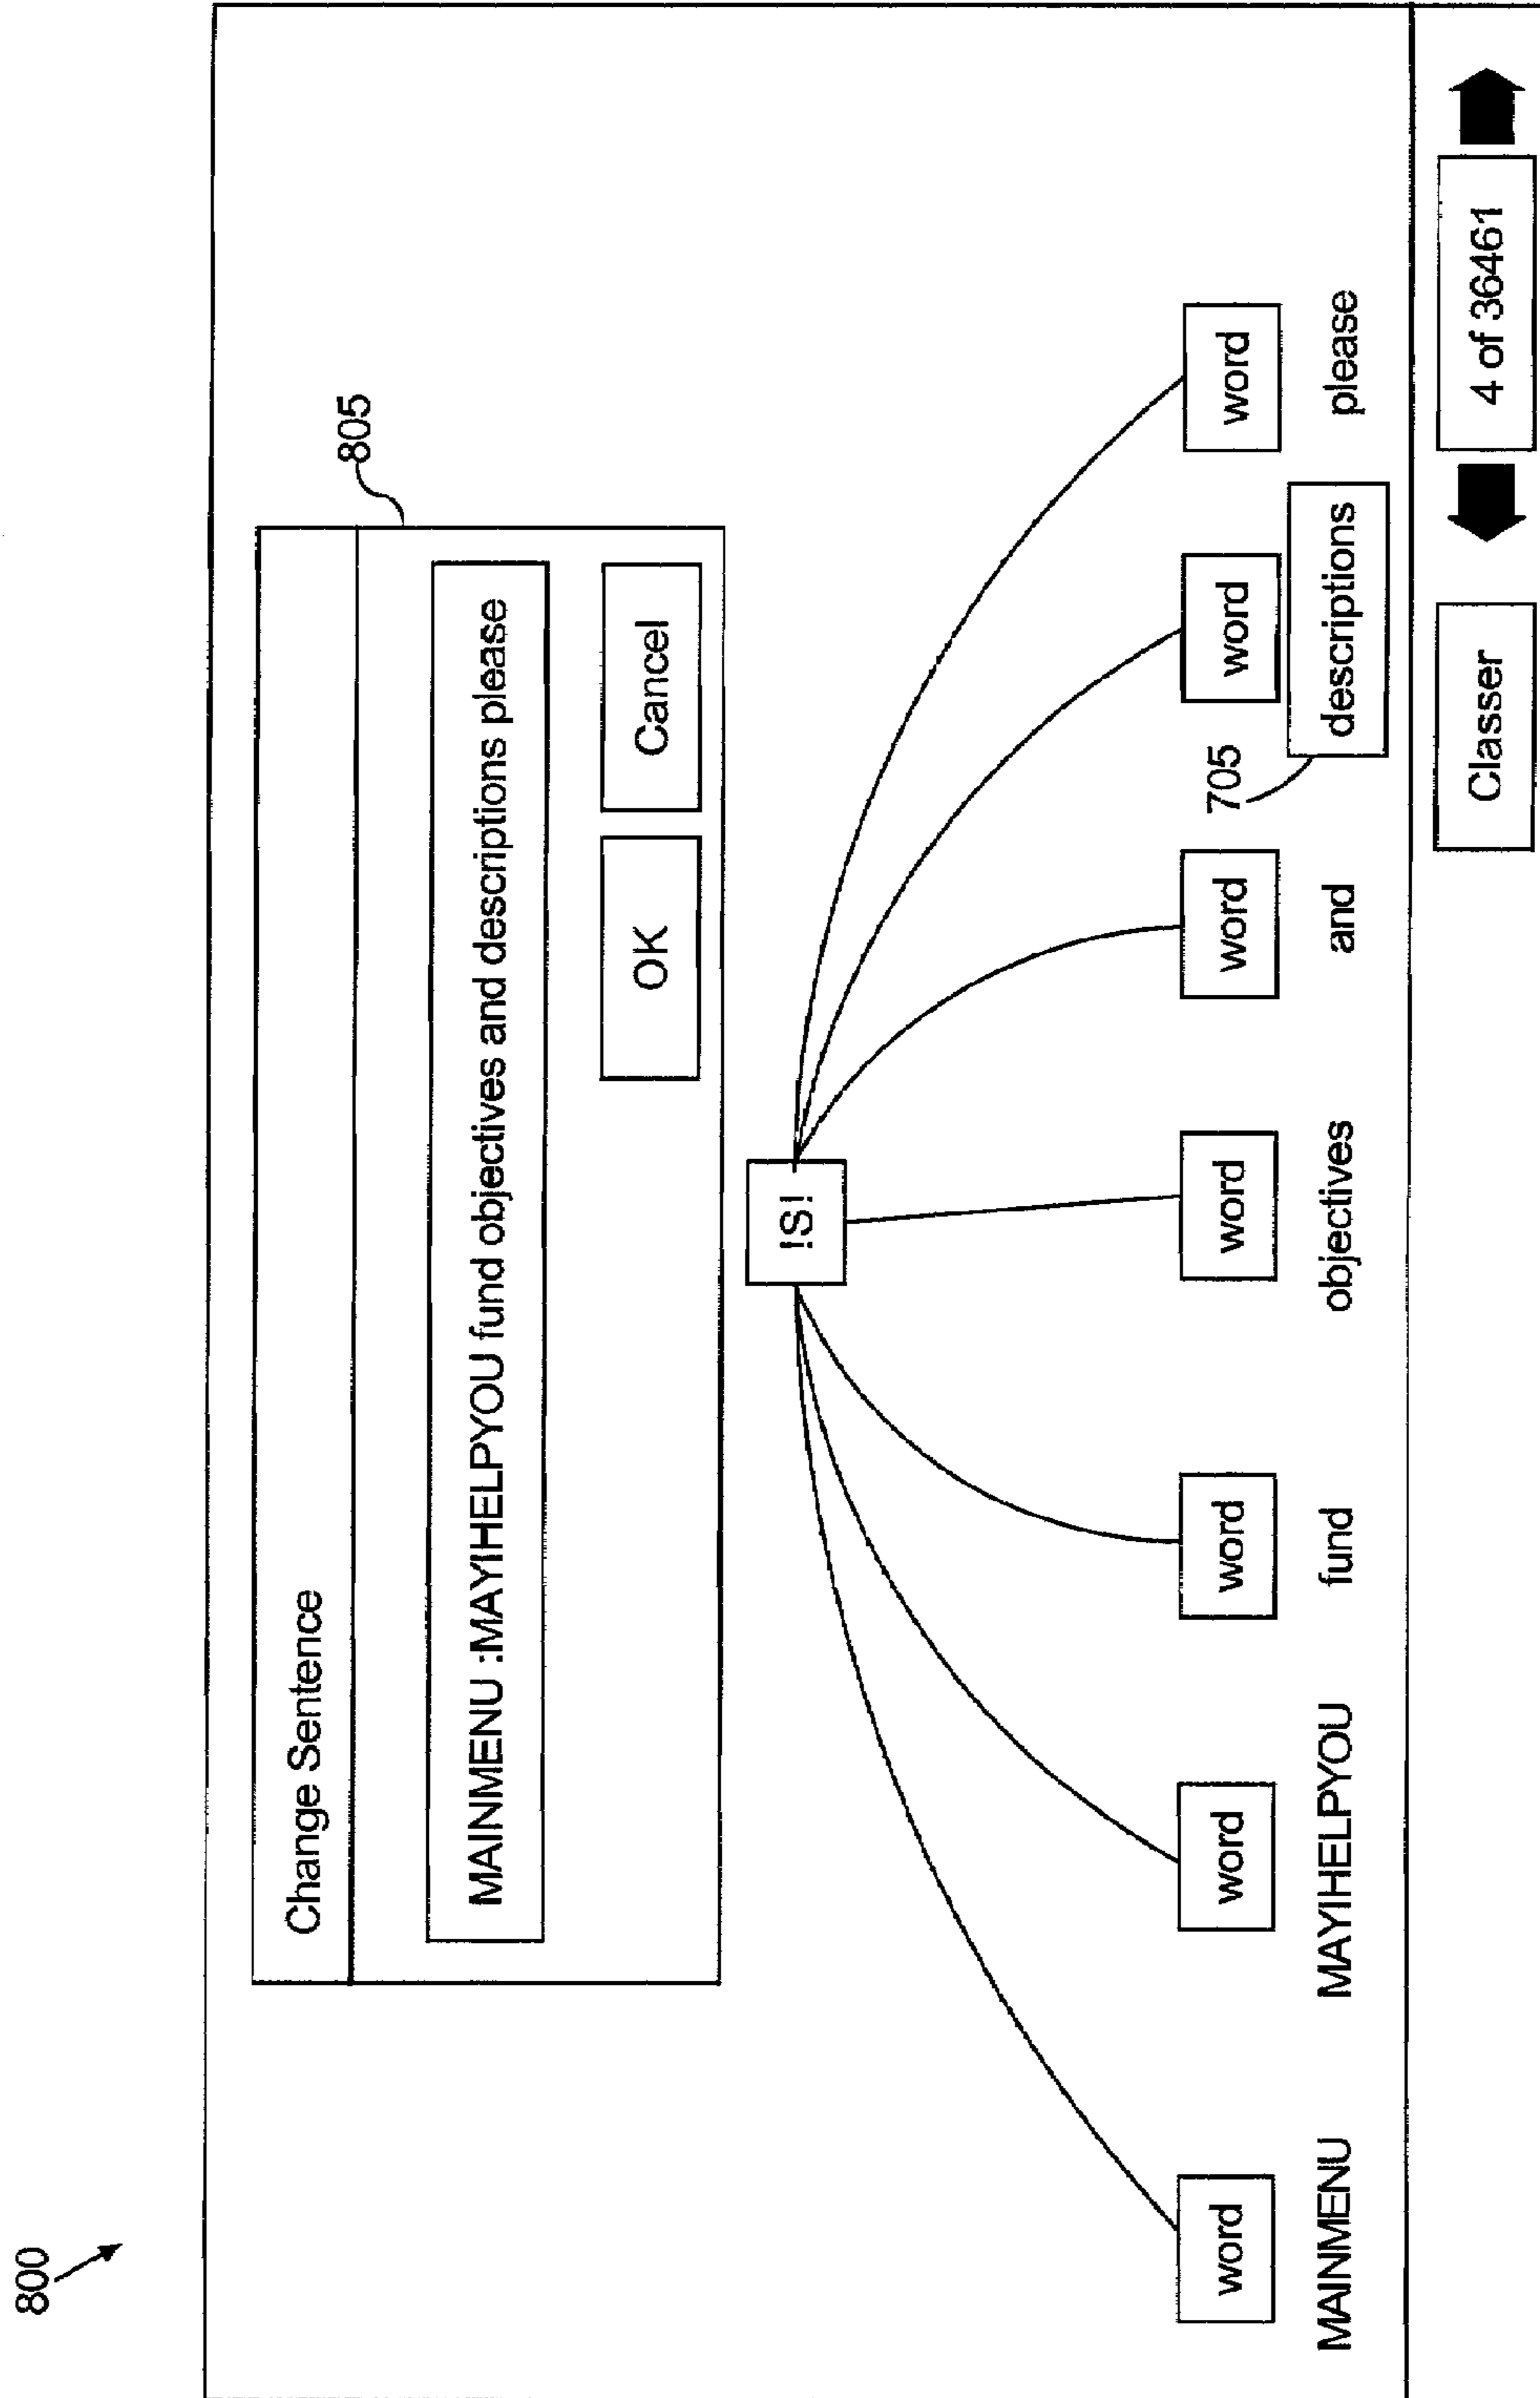 800
Change Sentence
805
MAINMENU :MAYIHELPYOU fund objectives and descriptions please
OK Cancel
!S!
word word word word word word word
705
MAINMENU MAYIHELPYOU fund objectives and descriptions please
Classer 4 of 36461